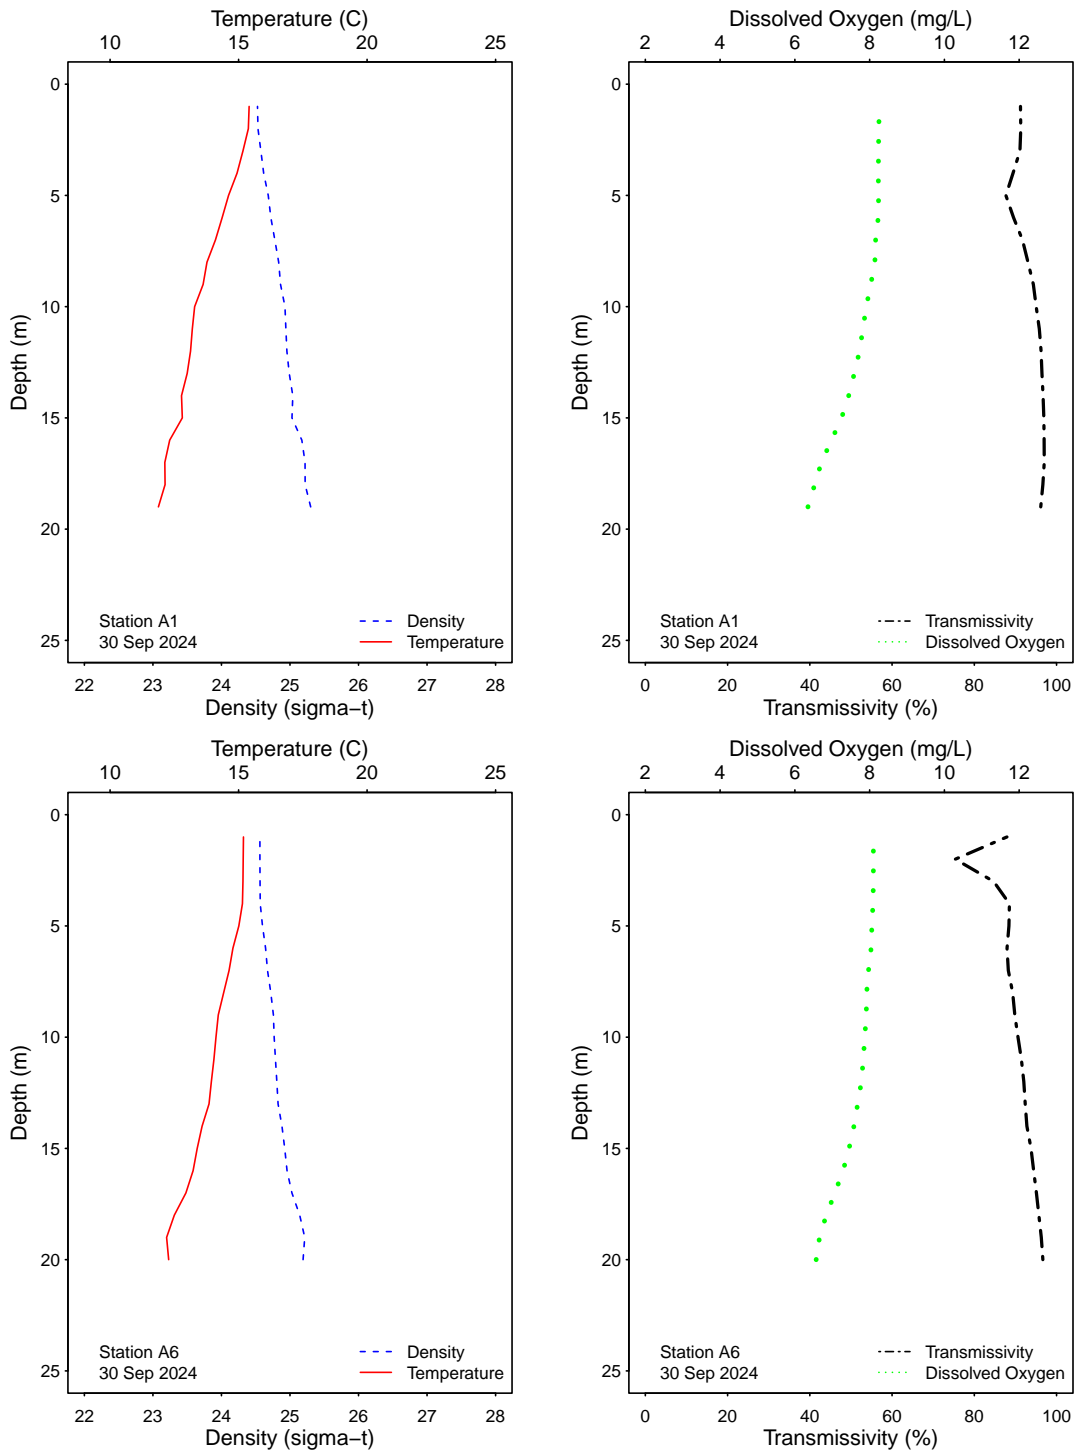 Temperature (C)
10 15 20 25
0
5
10
15
20
25
Depth (m)
Station A1
30 Sep 2024
Density
Temperature
22 23 24 25 26 27 28
Density (sigma−t)
Dissolved Oxygen (mg/L)
2 4 6 8 10 12
0
5
10
15
20
25
Depth (m)
Station A1
30 Sep 2024
Transmissivity
Dissolved Oxygen
0 20 40 60 80 100
Transmissivity (%)
Temperature (C)
10 15 20 25
0
5
10
15
20
25
Depth (m)
Station A6
30 Sep 2024
Density
Temperature
22 23 24 25 26 27 28
Density (sigma−t)
Dissolved Oxygen (mg/L)
2 4 6 8 10 12
0
5
10
15
20
25
Depth (m)
Station A6
30 Sep 2024
Transmissivity
Dissolved Oxygen
0 20 40 60 80 100
Transmissivity (%)